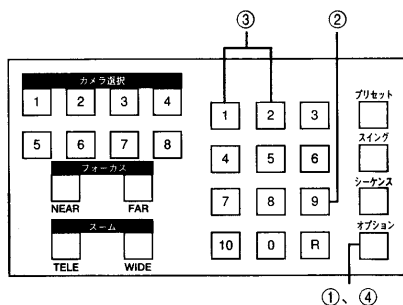 ③ ②
カメラ選択
1 2 3 4
5 6 7 8
フォーカス
NEAR FAR
スーム
TELE WIDE
1 2 3
4 5 6
7 8 9
10 0 R
プリセット
スイング
シーケンス
オプション
①、④